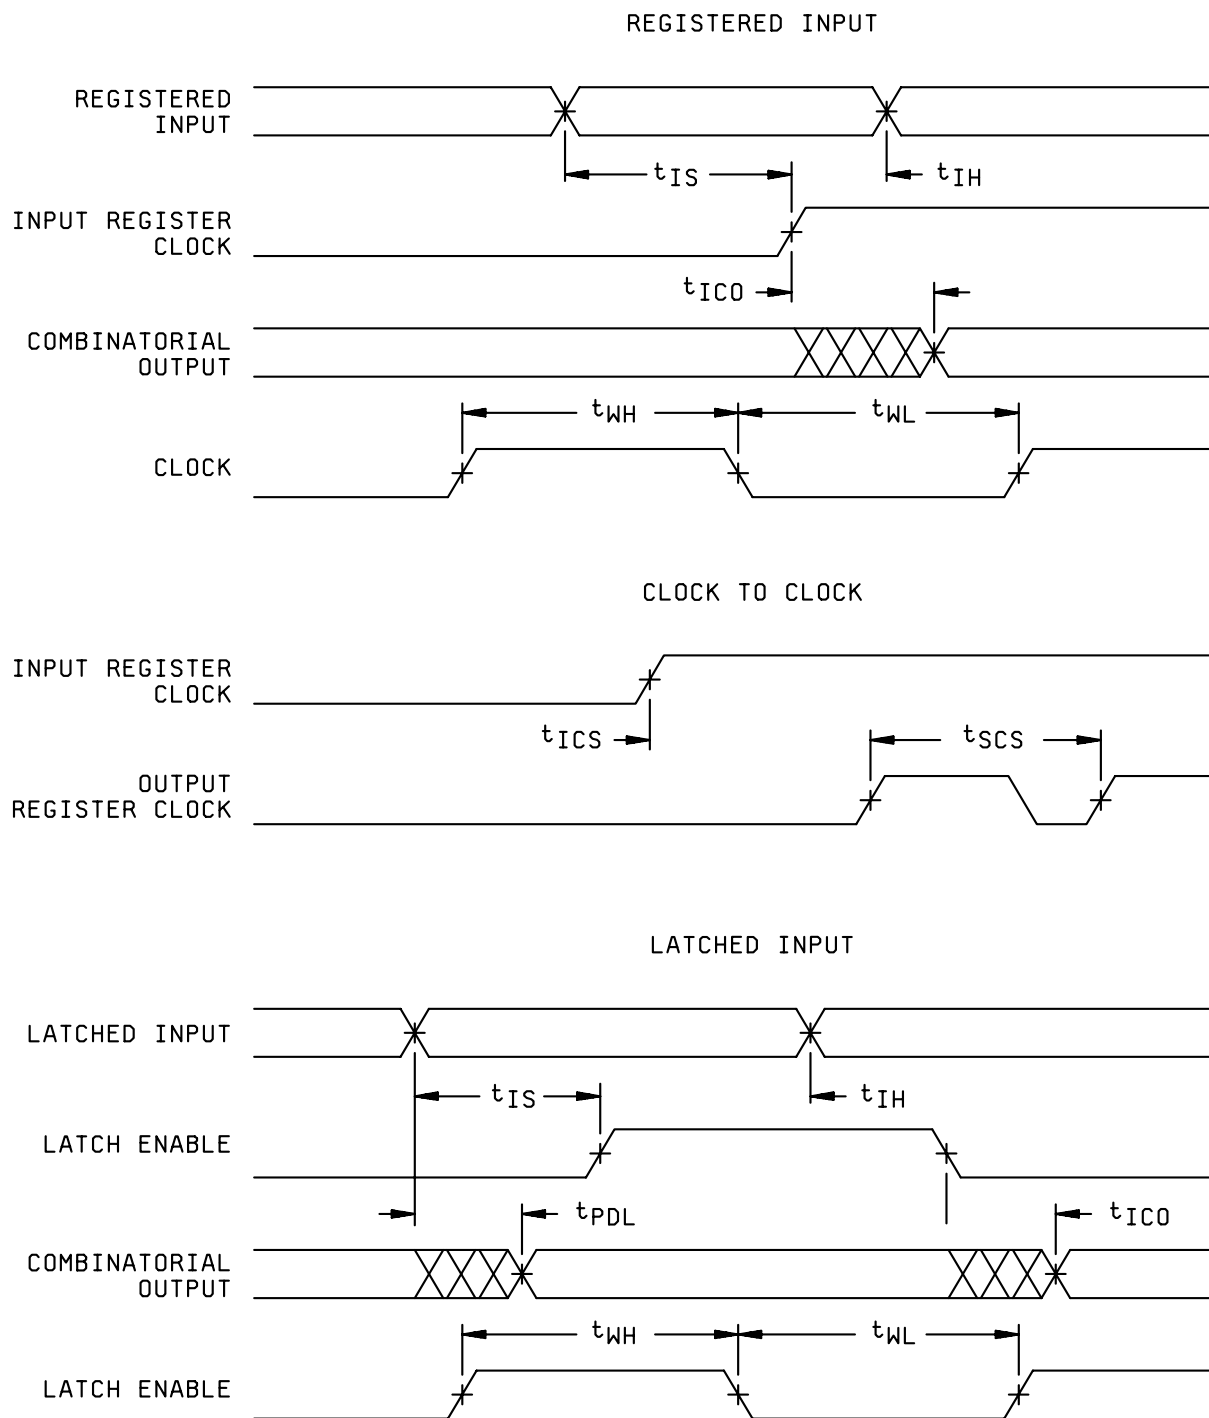 REGISTERED INPUT
REGISTERED
INPUT
tIS
tIH
INPUT REGISTER
CLOCK
tICO
COMBINATORIAL
OUTPUT
tWH
tWL
CLOCK
CLOCK TO CLOCK
INPUT REGISTER
CLOCK
tICS
tSCS
OUTPUT
REGISTER CLOCK
LATCHED INPUT
LATCHED INPUT
tIS
tIH
LATCH ENABLE
tPDL
tICO
COMBINATORIAL
OUTPUT
tWH
tWL
LATCH ENABLE